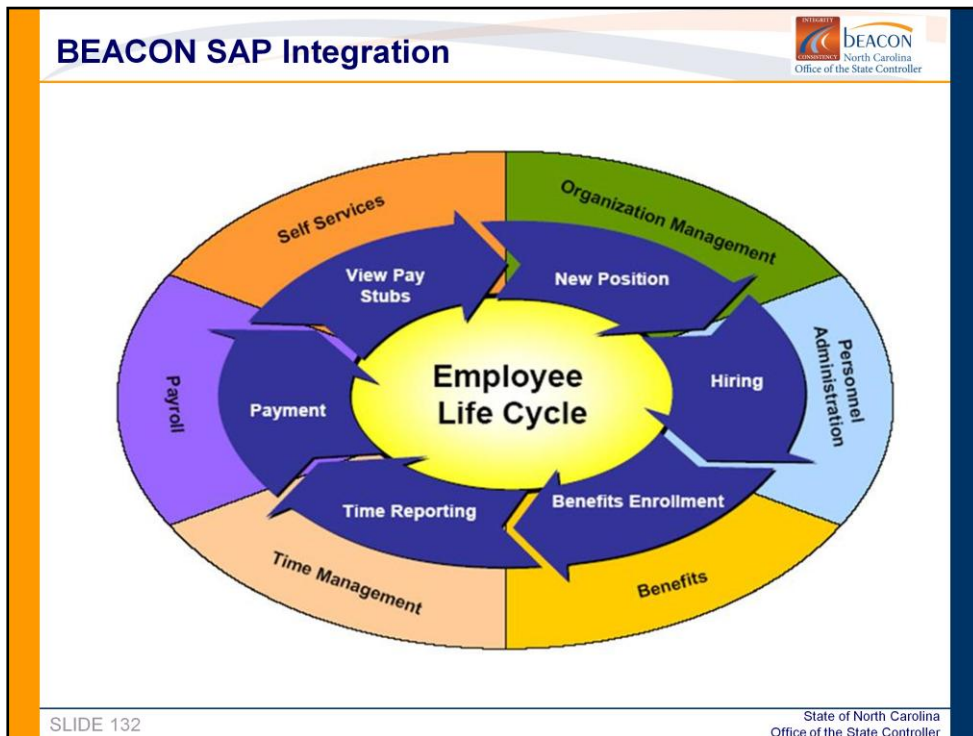 BEACON SAP Integration
INTEGRITY
CONSISTENCY
beacon
North Carolina
Office of the State Controller
Self Services
Organization Management
View Pay
Stubs
New Position
Personnel
Administration
Hiring
Employee
Life Cycle
Payroll
Payment
Time Reporting
Benefits Enrollment
Time Management
Benefits
SLIDE 132
State of North Carolina
Office of the State Controller